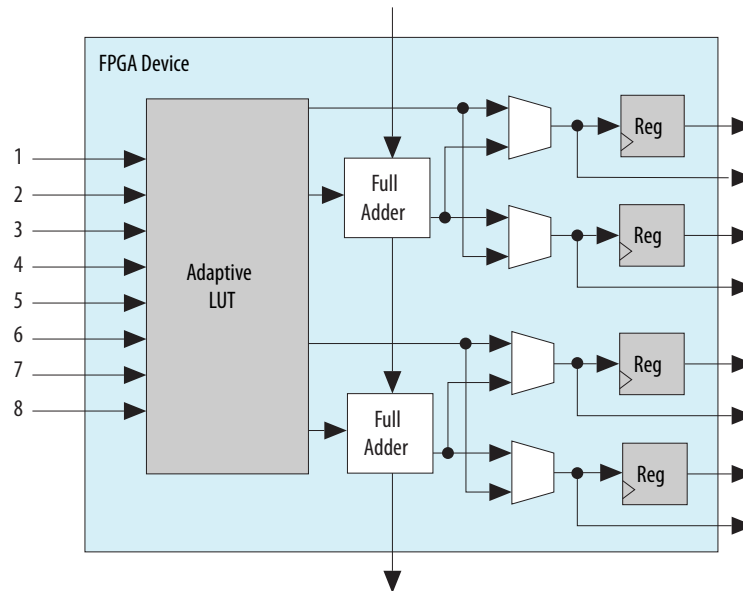 FPGA Device
1
2
3
4
5
6
7
8
Adaptive
LUT
Full
Adder
Full
Adder
Reg
Reg
Reg
Reg